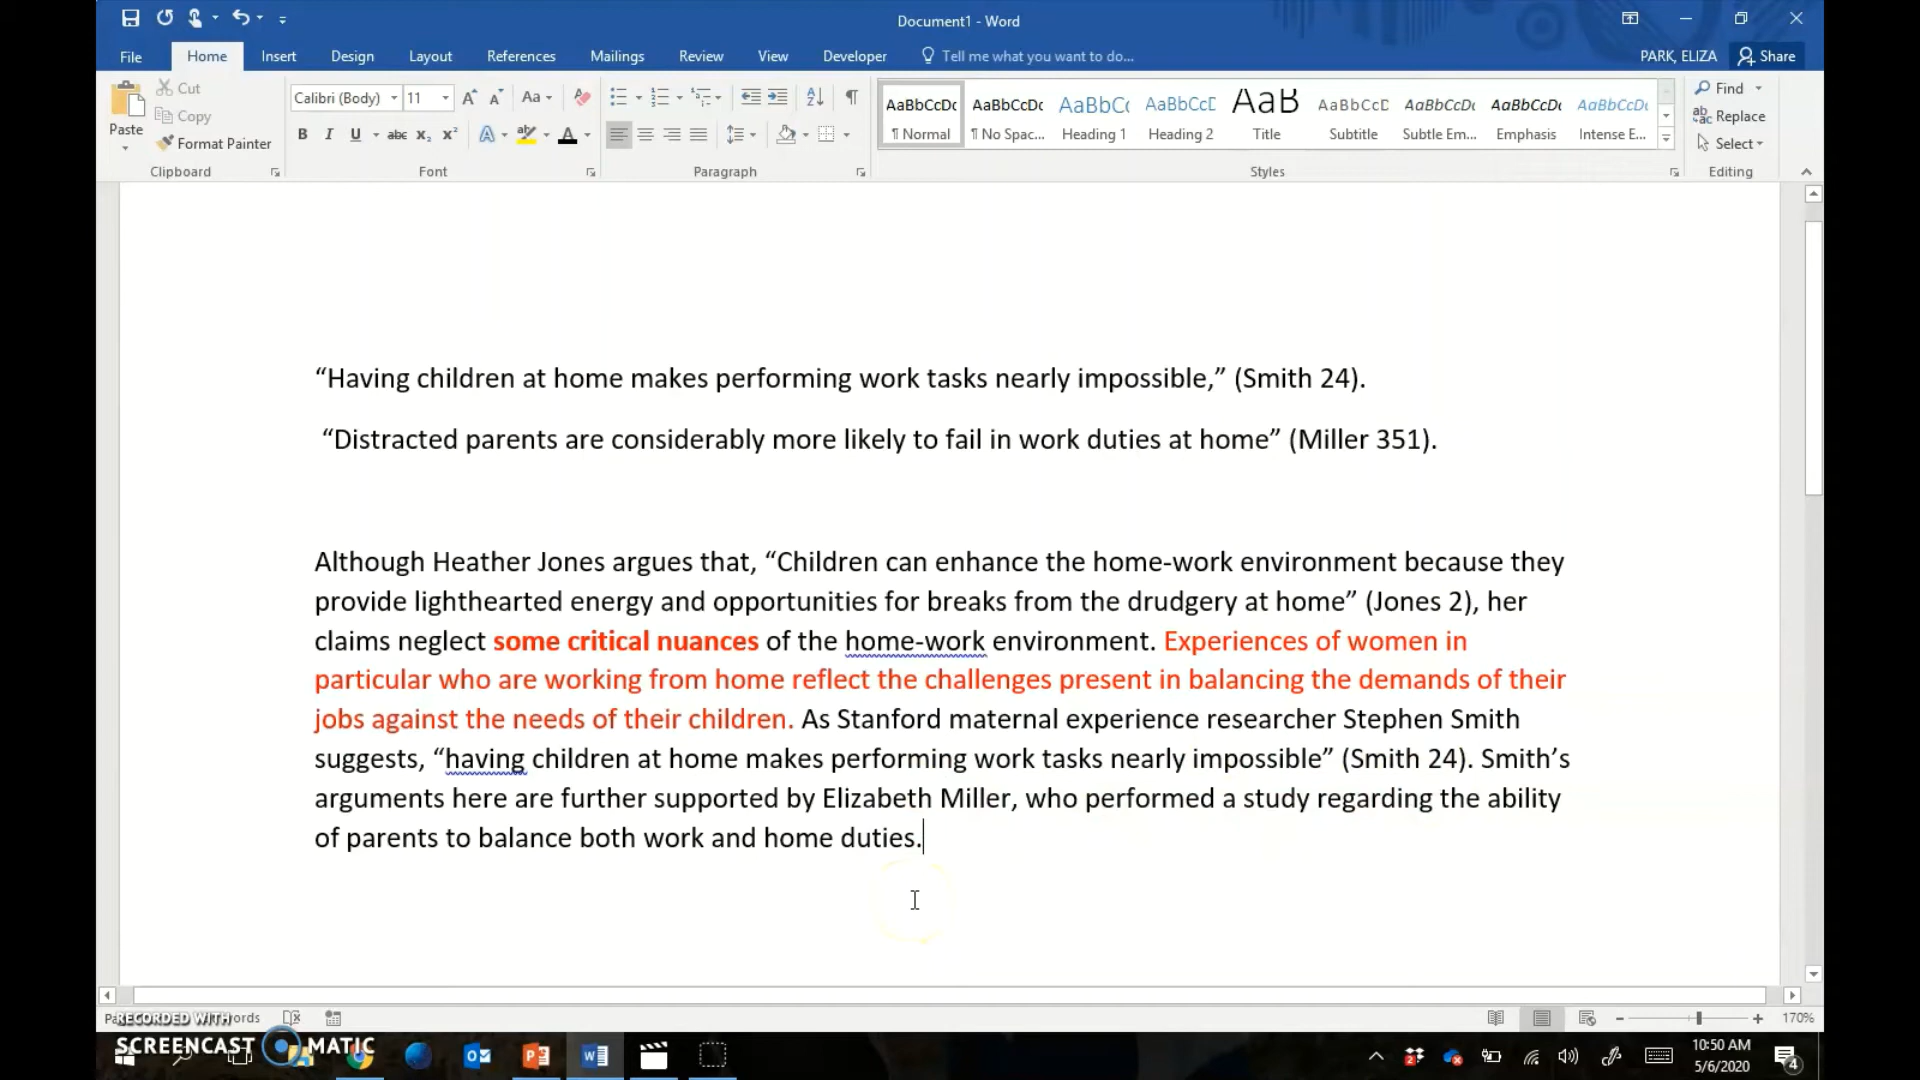 Document1 - Word
PARK, ELIZA
Share
File
Home
Insert
Design
Layout
References
Mailings
Review
View
Developer
Tell me what you want to do...
Paste
Cut
Copy
Format Painter
Clipboard
Calibri (Body)
11
Font
Paragraph
AaBbCcDc
¶ Normal
AaBbCcDc
¶ No Spac...
AaBbC
Heading 1
AaBbCcD
Heading 2
AaB
Title
AaBbCcD
Subtitle
AaBbCcDc
Subtle Em...
AaBbCcDc
Emphasis
AaBbCcDc
Intense E...
Styles
Find
Replace
Select
Editing
“Having children at home makes performing work tasks nearly impossible,” (Smith 24).
“Distracted parents are considerably more likely to fail in work duties at home” (Miller 351).
Although Heather Jones argues that, “Children can enhance the home-work environment because they
provide lighthearted energy and opportunities for breaks from the drudgery at home” (Jones 2), her
claims neglect some critical nuances of the home-work environment. Experiences of women in
particular who are working from home reflect the challenges present in balancing the demands of their
jobs against the needs of their children. As Stanford maternal experience researcher Stephen Smith
suggests, “having children at home makes performing work tasks nearly impossible” (Smith 24). Smith’s
arguments here are further supported by Elizabeth Miller, who performed a study regarding the ability
of parents to balance both work and home duties.
170%
RECORDED WITH
SCREENCAST MATIC
10:50 AM
5/6/2020
4